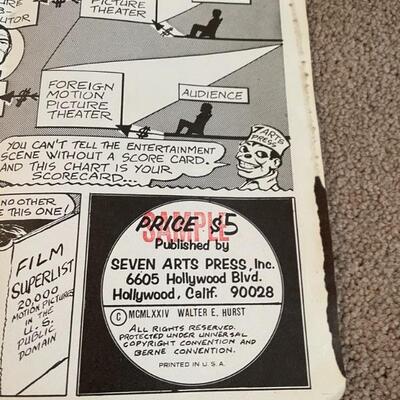 PICTURE
THEATER
UTOR
$
FOREIGN
MOTION
PICTURE
THEATER
AUDIENCE
$
YOU CAN'T TELL THE ENTERTAINMENT
SCENE WITHOUT A SCORE CARD.
AND THIS CHART IS YOUR
SCORECARD...
7 ARTS
PRESS
NO OTHER
E THIS ONE!
FILM
SUPERLIST
20,000
MOTION PICTURES
IN THE
U.S.
PUBLIC
DOMAIN
SAMPLE
PRICE $5
Published by
SEVEN ARTS PRESS, Inc.
6605 Hollywood Blvd.
Hollywood, Calif. 90028
© MCMLXXIV WALTER E. HURST
ALL RIGHTS RESERVED.
PROTECTED UNDER UNIVERSAL
COPYRIGHT CONVENTION AND
BERNE CONVENTION.
PRINTED IN U.S.A.